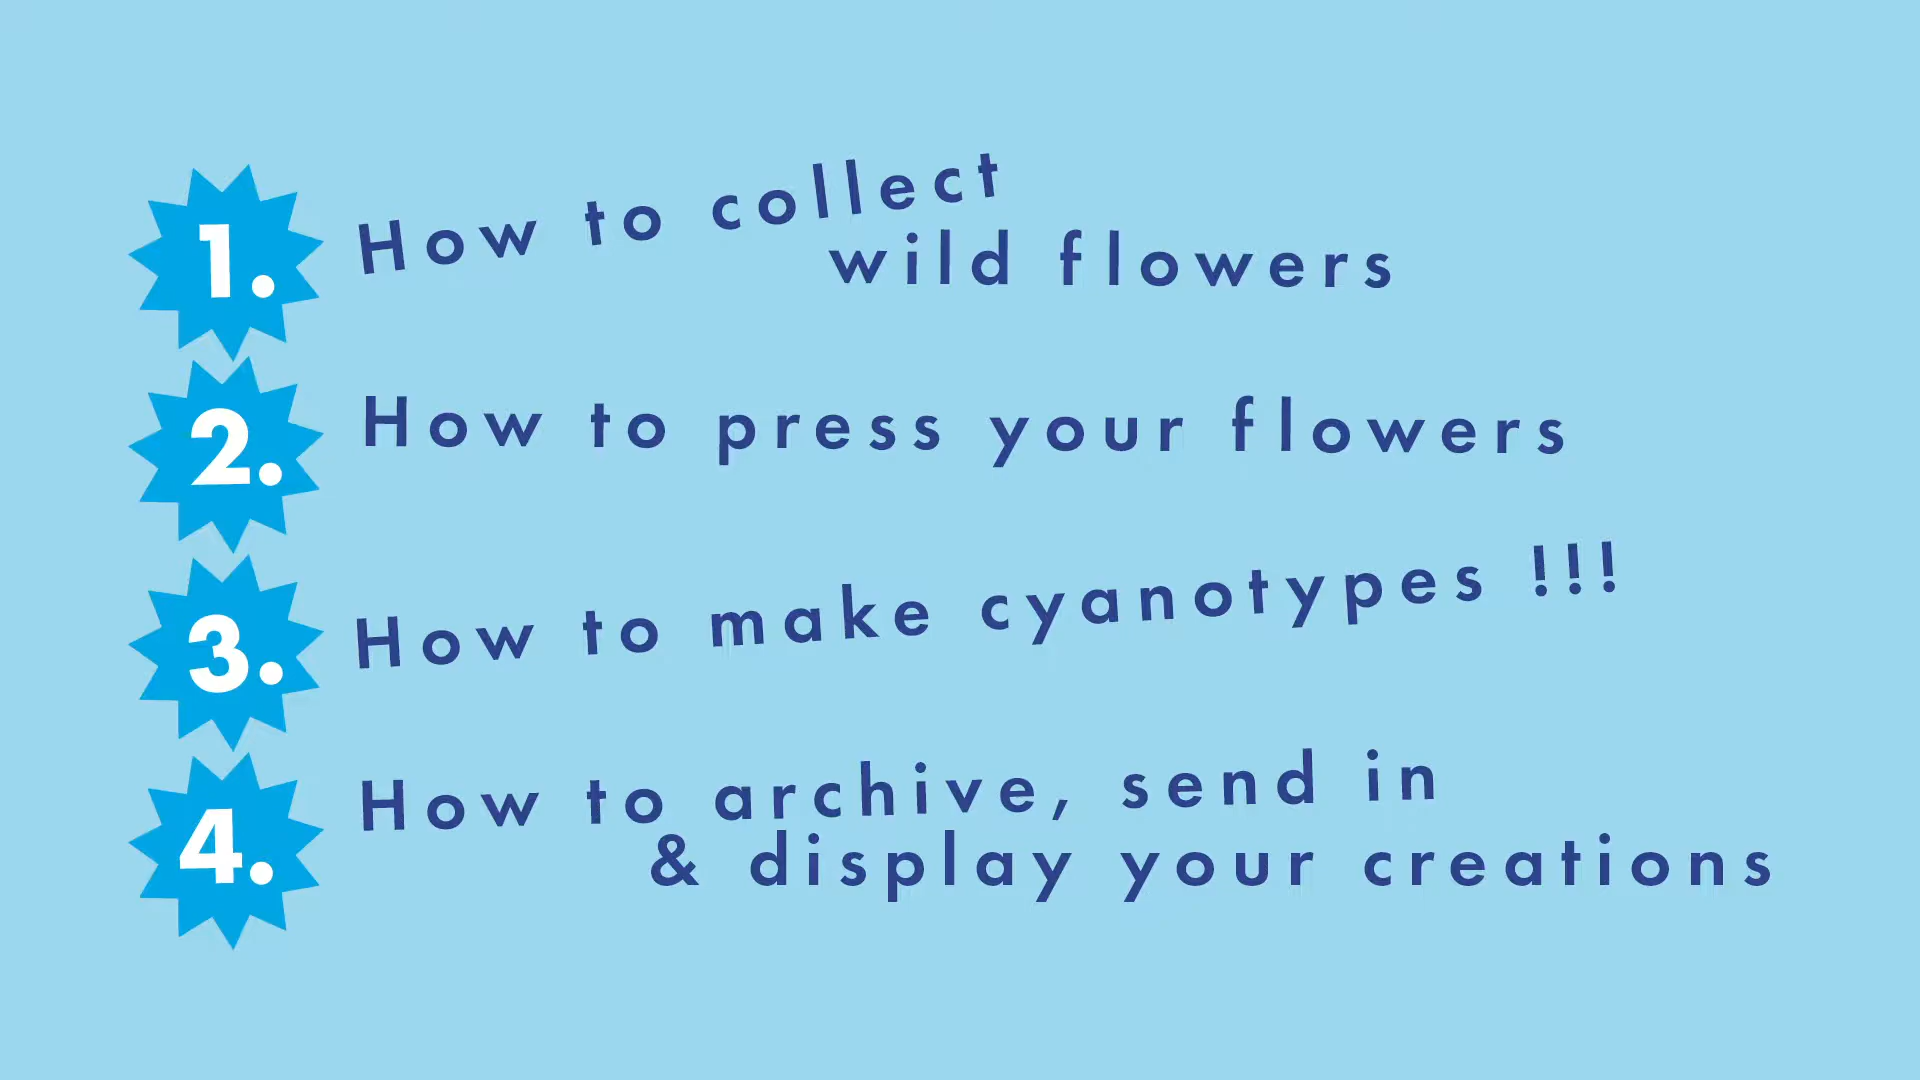 1. How to collect
wild flowers
2. How to press your flowers
3. How to make cyanotypes !!!
4. How to archive, send in
& display your creations